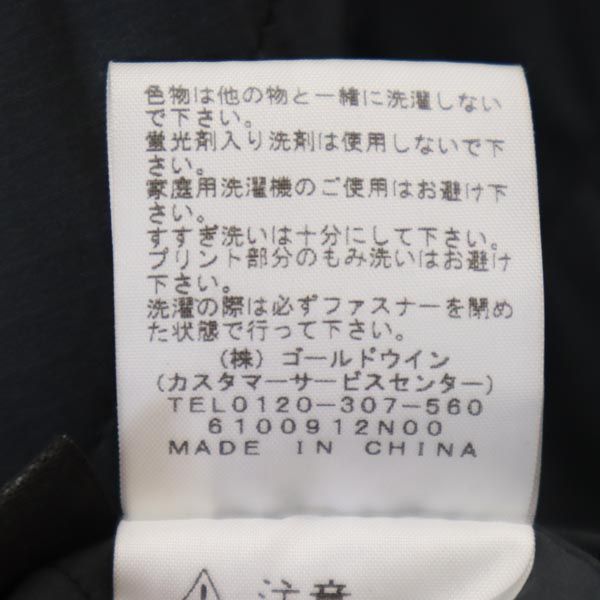 色物は他の物と一緒に洗濯しない
で下さい。
蛍光剤入り洗剤は使用しないで下
さい。
家庭用洗濯機のご使用はお避け下
さい。
すすぎ洗いは十分にして下さい。
プリント部分のもみ洗いはお避け
下さい。
洗濯の際は必ずファスナーを閉め
た状態で行って下さい。
(株) ゴールドウイン
(カスタマーサービスセンター)
TEL0120-307-560
6100912N00
MADE IN CHINA
注意